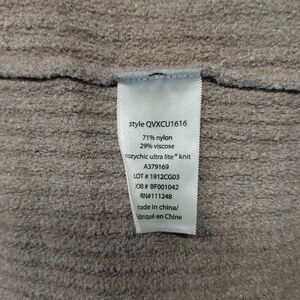 style QVXCU1616
71% nylon
29% viscose
cozychic ultra lite® knit
A379169
LOT # 1912CG03
JOB # BF001042
RN#111248
made in china/
fabriqué en Chine